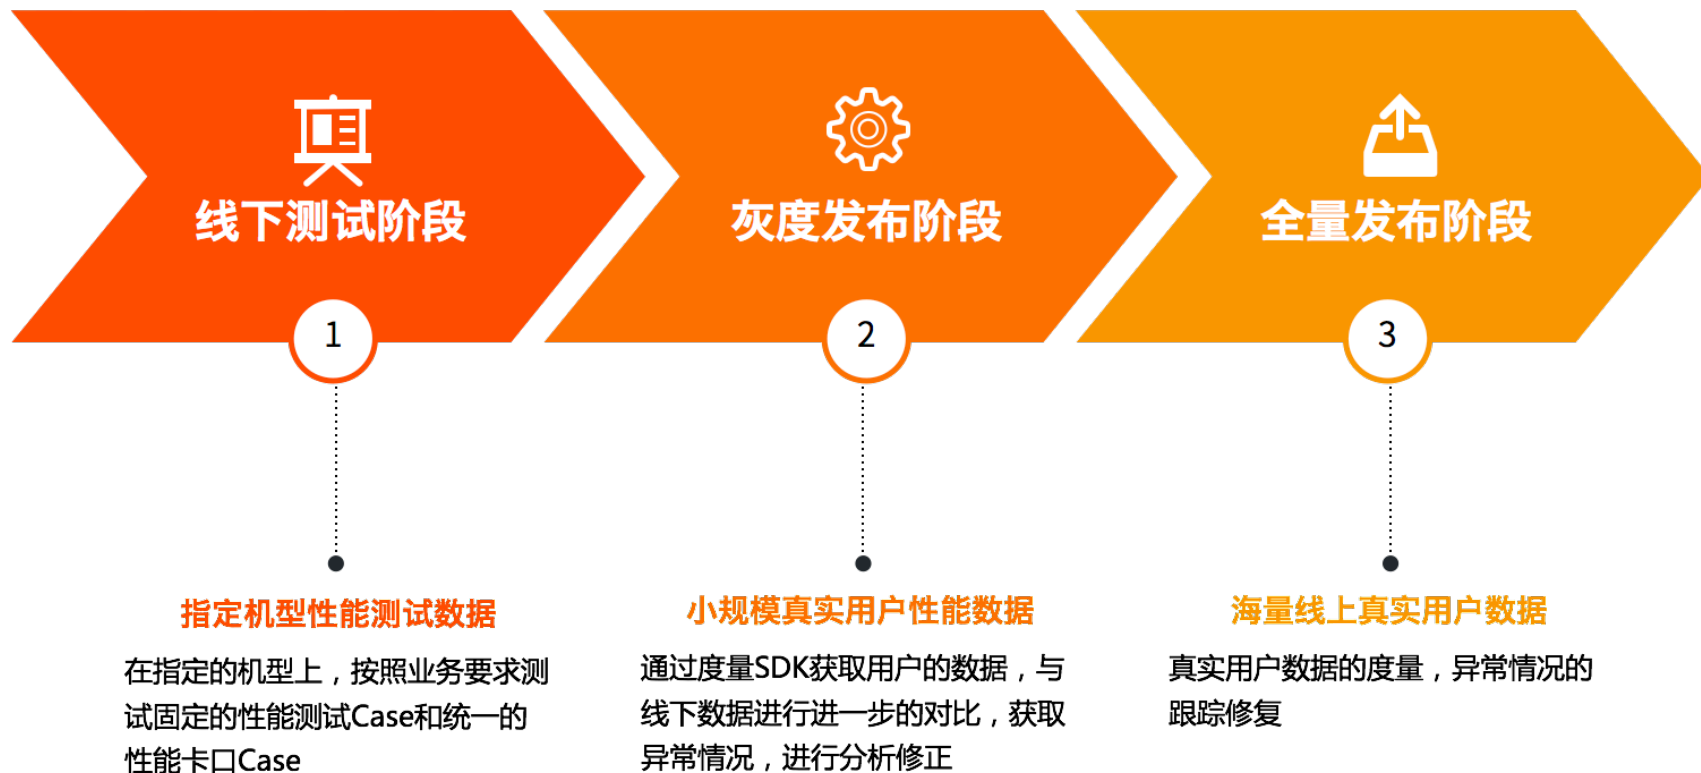 线下测试阶段
灰度发布阶段
全量发布阶段
1
2
3
指定机型性能测试数据
在指定的机型上，按照业务要求测
试固定的性能测试Case和统一的
性能卡口Case
小规模真实用户性能数据
通过度量SDK获取用户的数据，与
线下数据进行进一步的对比，获取
异常情况，进行分析修正
海量线上真实用户数据
真实用户数据的度量，异常情况的
跟踪修复